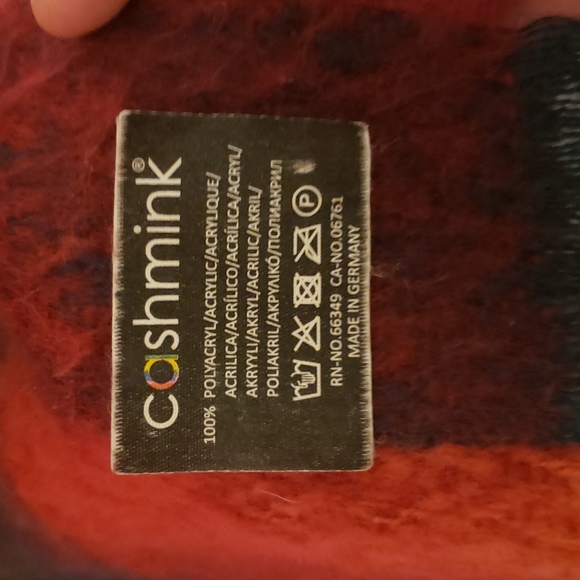 cashmink®
100% POLYACRYL/ACRYLIC/ACRYLIQUE/
ACRILICA/ACRÍLICO/ACRÍLICA/ACRYL/
AKRYYLI/AKRYL/ACRILIC/AKRIL/
POLIAKRIL/ΑΚΡΥΛΙΚÓ/ПОЛИАКРИЛ
P
RN-NO.66349 CA-NO.06761
MADE IN GERMANY